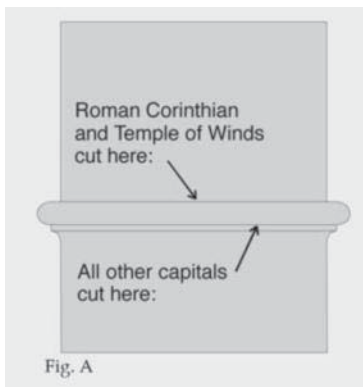 Roman Corinthian
and Temple of Winds
cut here:
All other capitals
cut here:
Fig. A